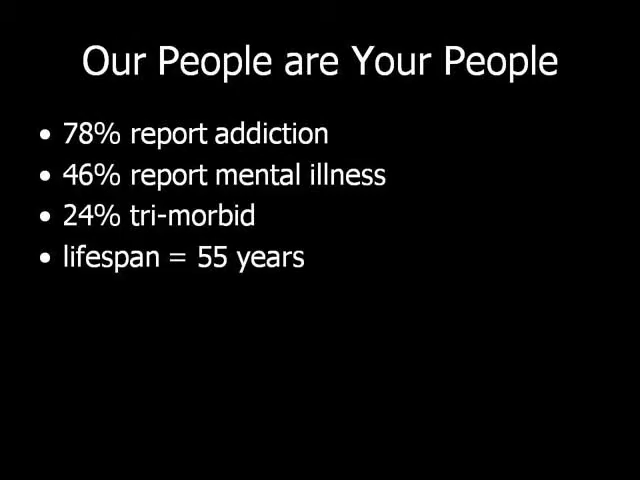 Our People are Your People
• 78% report addiction
• 46% report mental illness
• 24% tri-morbid
• lifespan = 55 years